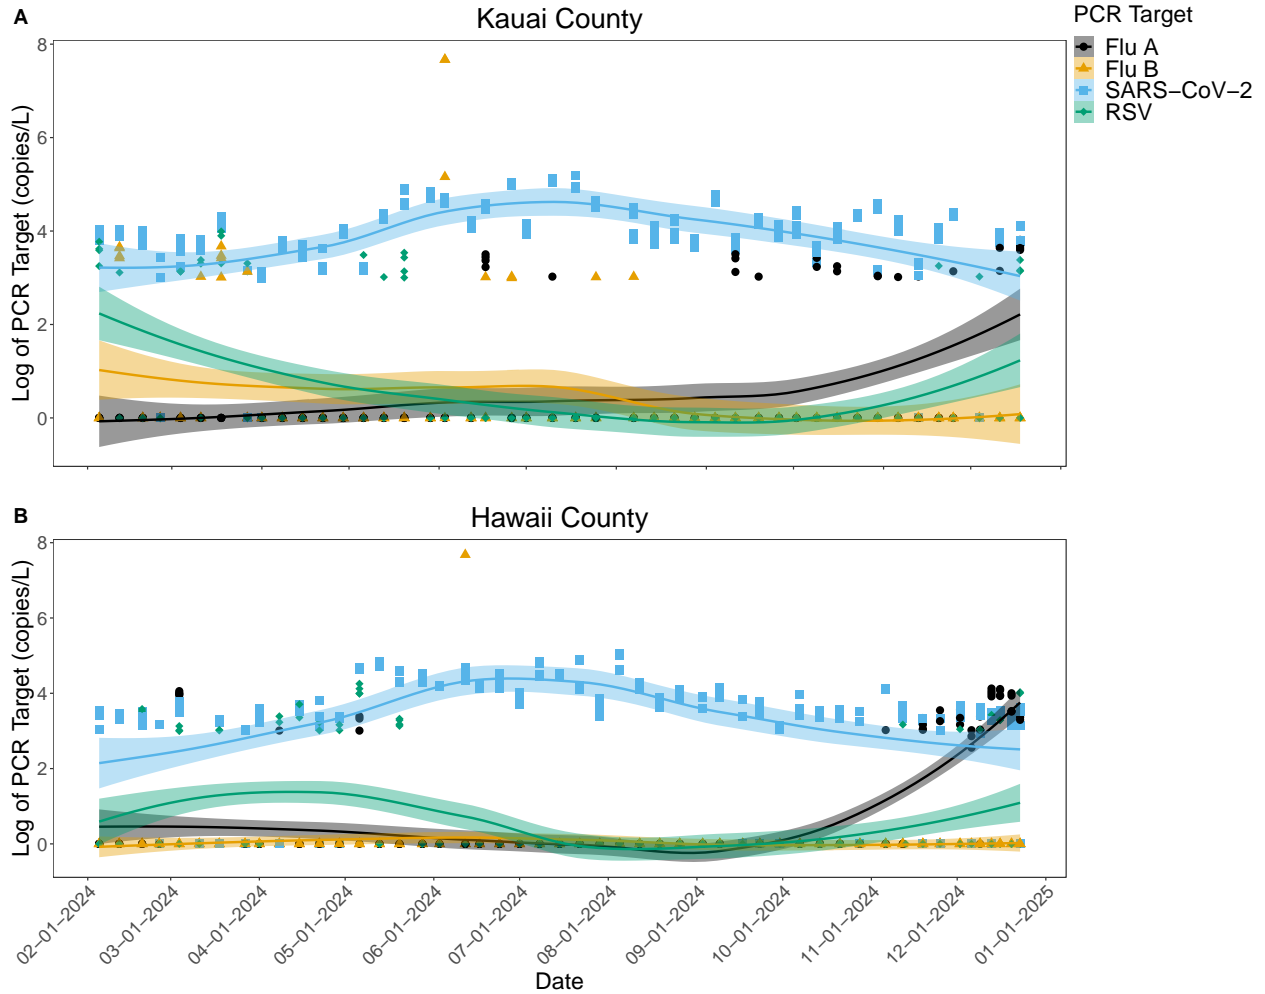 A
Kauai County
PCR Target
Flu A
Flu B
SARS−CoV−2
RSV
Log of PCR Target (copies/L)
8
6
4
2
0
B
Hawaii County
Log of PCR Target (copies/L)
8
6
4
2
0
02−01−2024
03−01−2024
04−01−2024
05−01−2024
06−01−2024
07−01−2024
08−01−2024
09−01−2024
10−01−2024
11−01−2024
12−01−2024
01−01−2025
Date